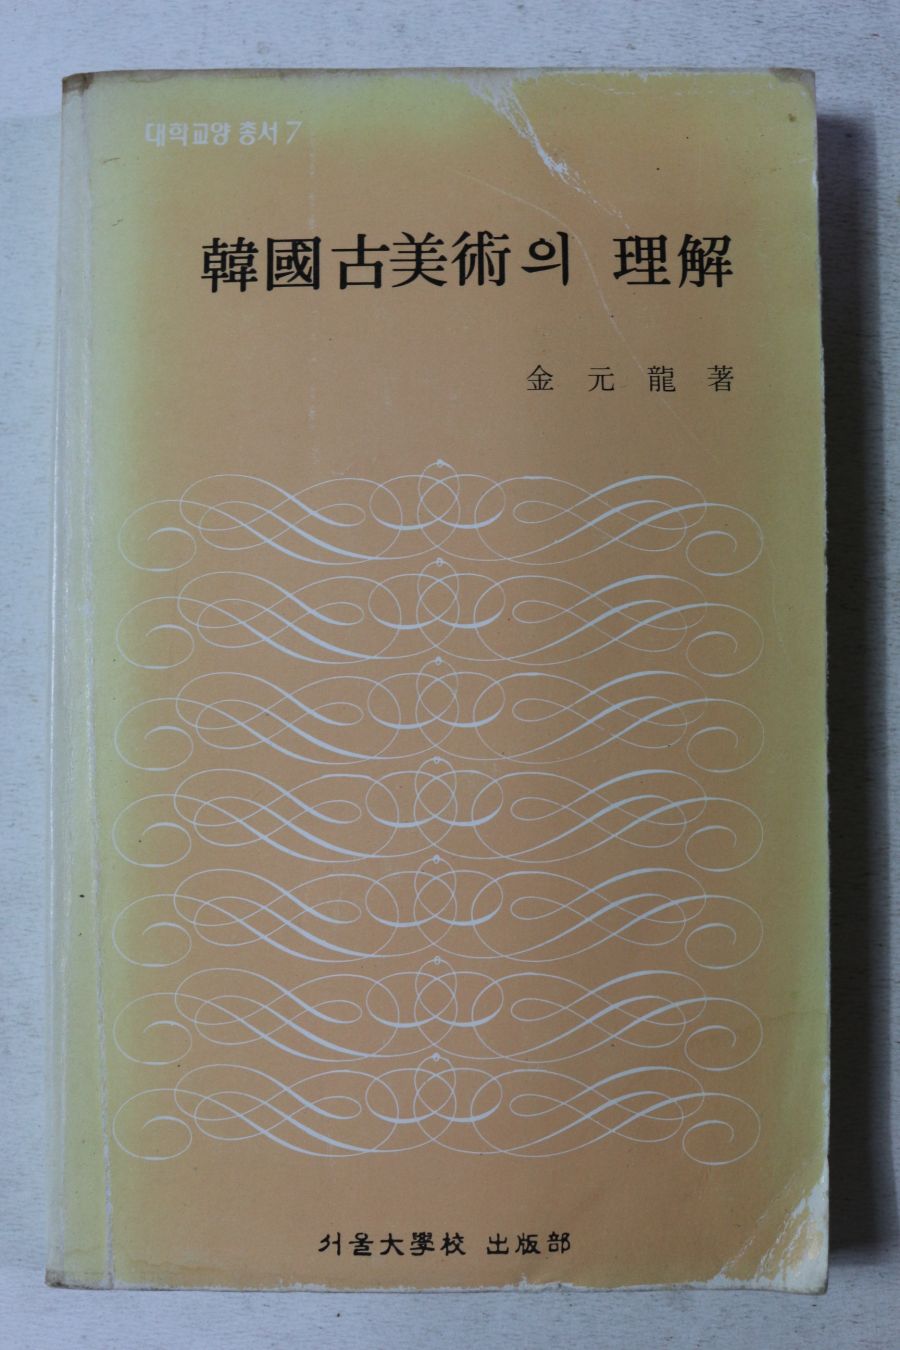 대학교양 총서 7
韓國古美術의 理解
金元龍 著
서울大學校 出版部